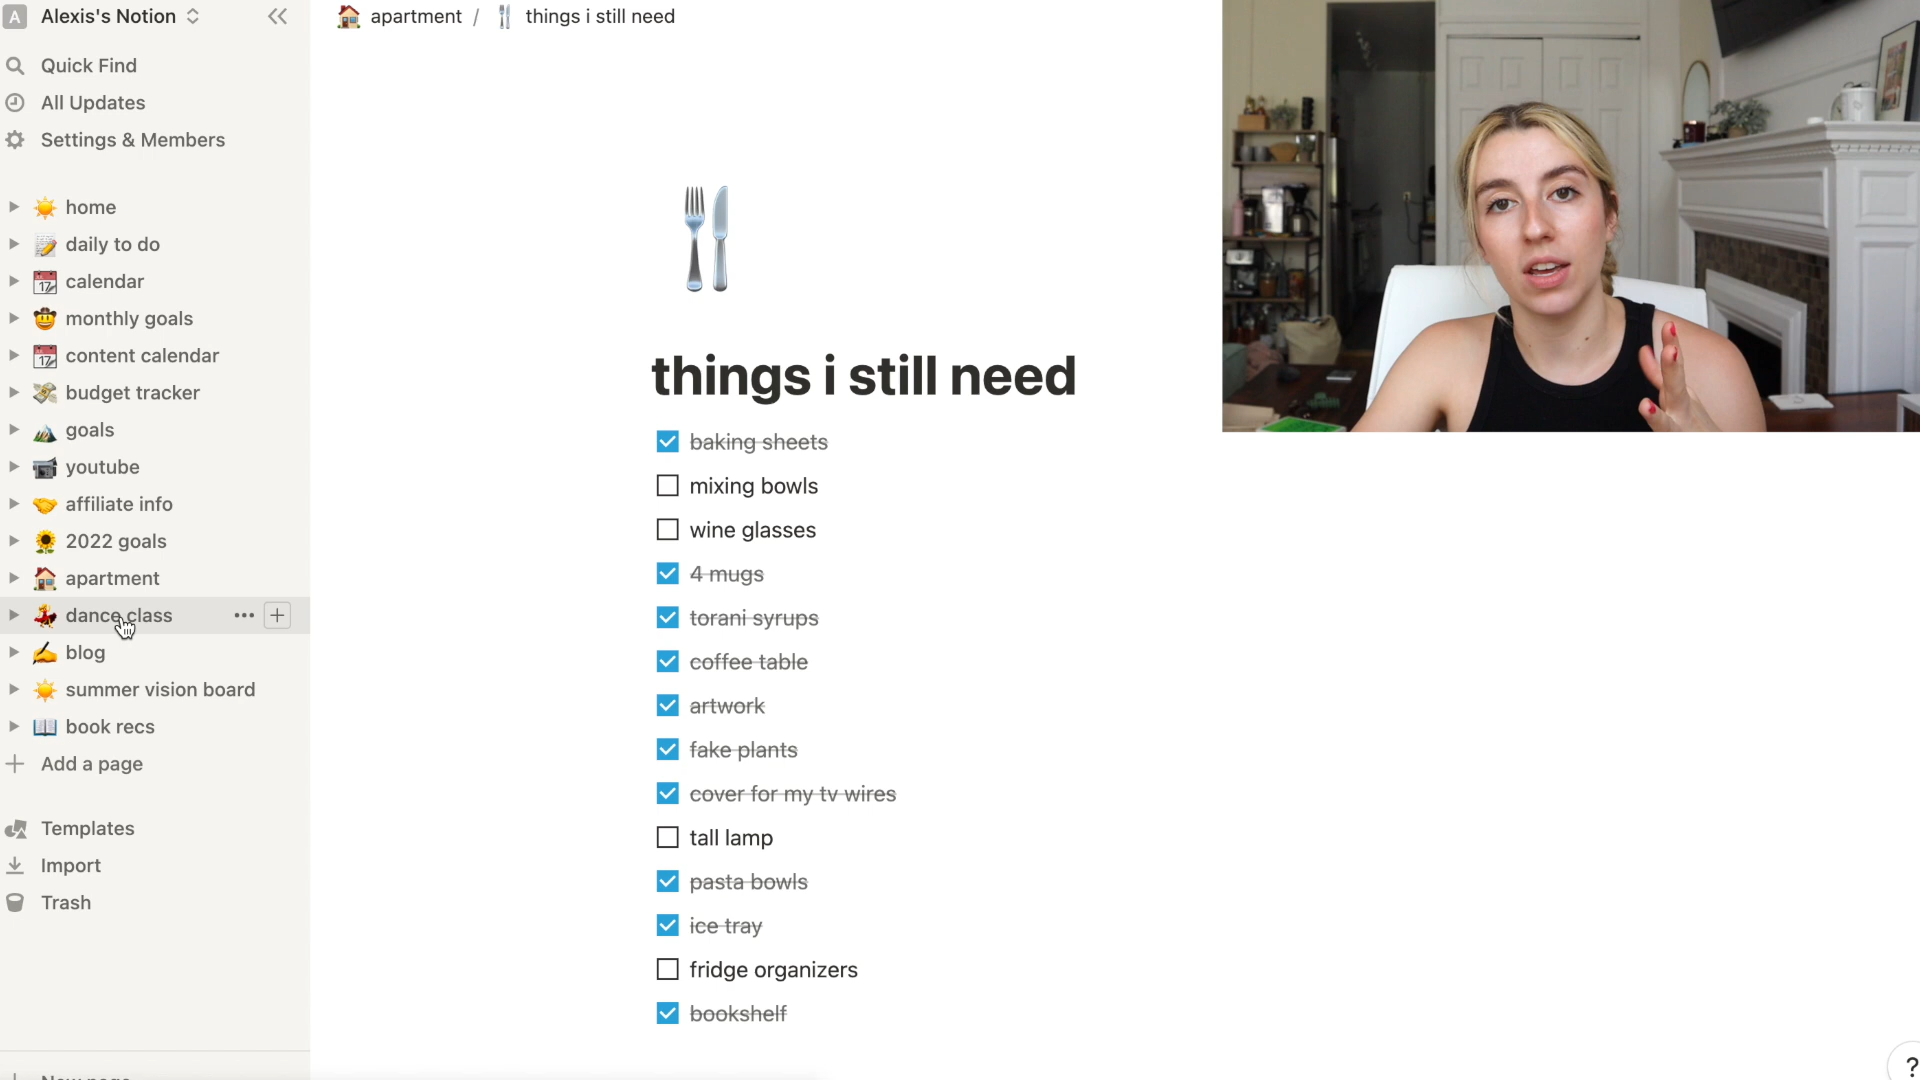 A Alexis's Notion
Quick Find
All Updates
Settings & Members
home
daily to do
calendar
monthly goals
content calendar
budget tracker
goals
youtube
affiliate info
2022 goals
apartment
dance class
blog
summer vision board
book recs
Add a page
Templates
Import
Trash
New page
apartment / things i still need
things i still need
baking sheets
mixing bowls
wine glasses
4 mugs
torani syrups
coffee table
artwork
fake plants
cover for my tv wires
tall lamp
pasta bowls
ice tray
fridge organizers
bookshelf
?